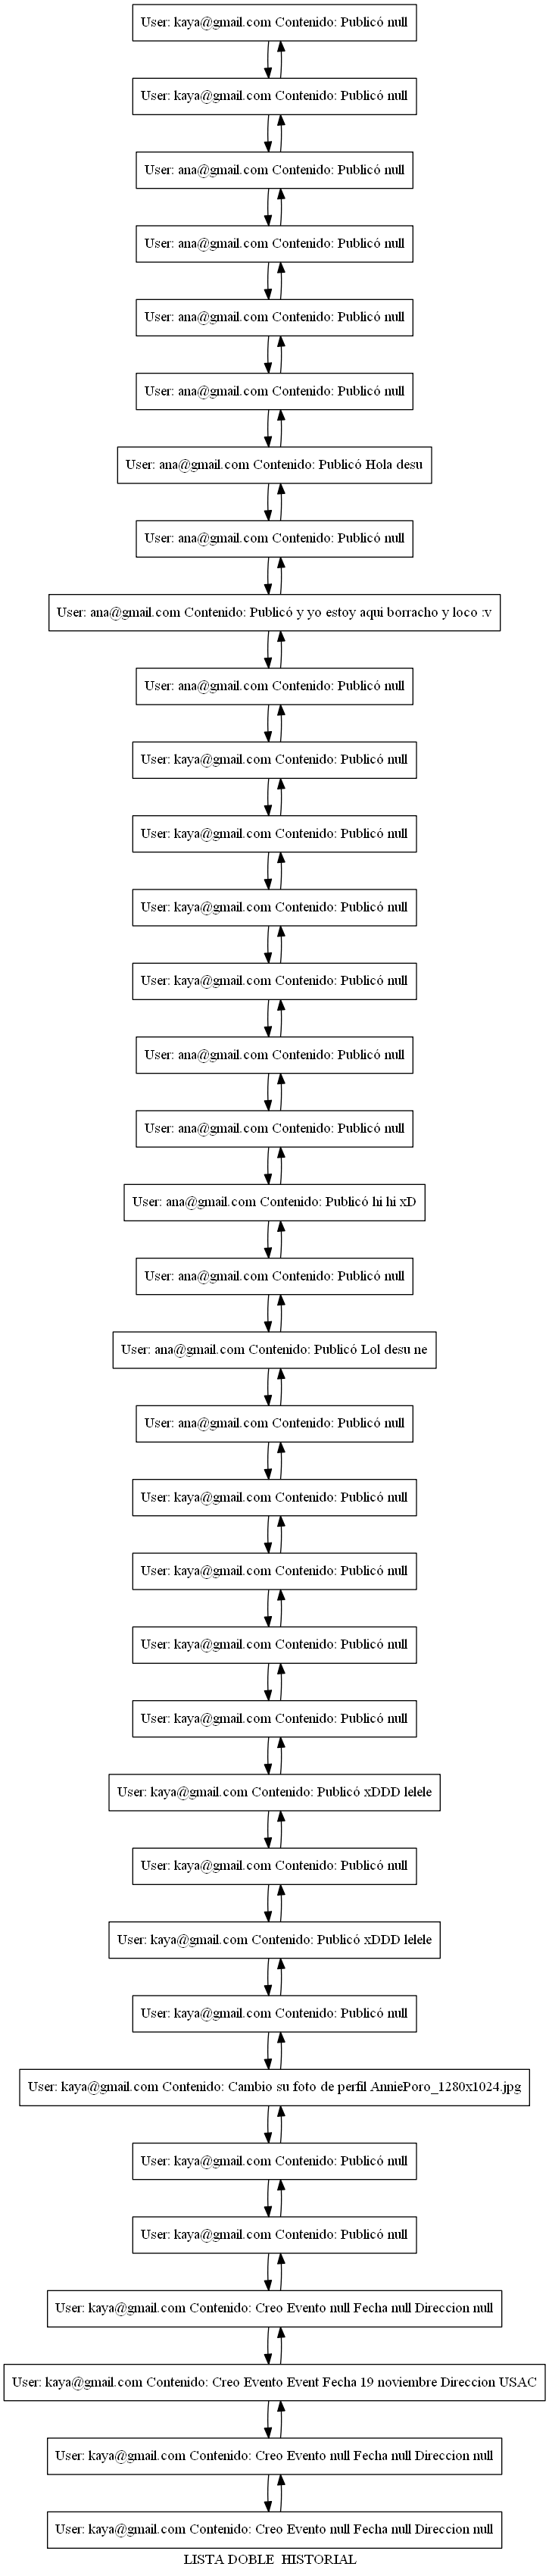 User: kaya@gmail.com Contenido: Publicó null
User: kaya@gmail.com Contenido: Publicó null
User: ana@gmail.com Contenido: Publicó null
User: ana@gmail.com Contenido: Publicó null
User: ana@gmail.com Contenido: Publicó null
User: ana@gmail.com Contenido: Publicó null
User: ana@gmail.com Contenido: Publicó Hola desu
User: ana@gmail.com Contenido: Publicó null
User: ana@gmail.com Contenido: Publicó y yo estoy aqui borracho y loco :v
User: ana@gmail.com Contenido: Publicó null
User: kaya@gmail.com Contenido: Publicó null
User: kaya@gmail.com Contenido: Publicó null
User: kaya@gmail.com Contenido: Publicó null
User: kaya@gmail.com Contenido: Publicó null
User: ana@gmail.com Contenido: Publicó null
User: ana@gmail.com Contenido: Publicó null
User: ana@gmail.com Contenido: Publicó hi hi xD
User: ana@gmail.com Contenido: Publicó null
User: ana@gmail.com Contenido: Publicó Lol desu ne
User: ana@gmail.com Contenido: Publicó null
User: kaya@gmail.com Contenido: Publicó null
User: kaya@gmail.com Contenido: Publicó null
User: kaya@gmail.com Contenido: Publicó null
User: kaya@gmail.com Contenido: Publicó null
User: kaya@gmail.com Contenido: Publicó xDDD lelele
User: kaya@gmail.com Contenido: Publicó null
User: kaya@gmail.com Contenido: Publicó xDDD lelele
User: kaya@gmail.com Contenido: Publicó null
User: kaya@gmail.com Contenido: Cambio su foto de perfil AnniePoro_1280x1024.jpg
User: kaya@gmail.com Contenido: Publicó null
User: kaya@gmail.com Contenido: Publicó null
User: kaya@gmail.com Contenido: Creo Evento null Fecha null Direccion null
User: kaya@gmail.com Contenido: Creo Evento Event Fecha 19 noviembre Direccion USAC
User: kaya@gmail.com Contenido: Creo Evento null Fecha null Direccion null
User: kaya@gmail.com Contenido: Creo Evento null Fecha null Direccion null
LISTA DOBLE  HISTORIAL